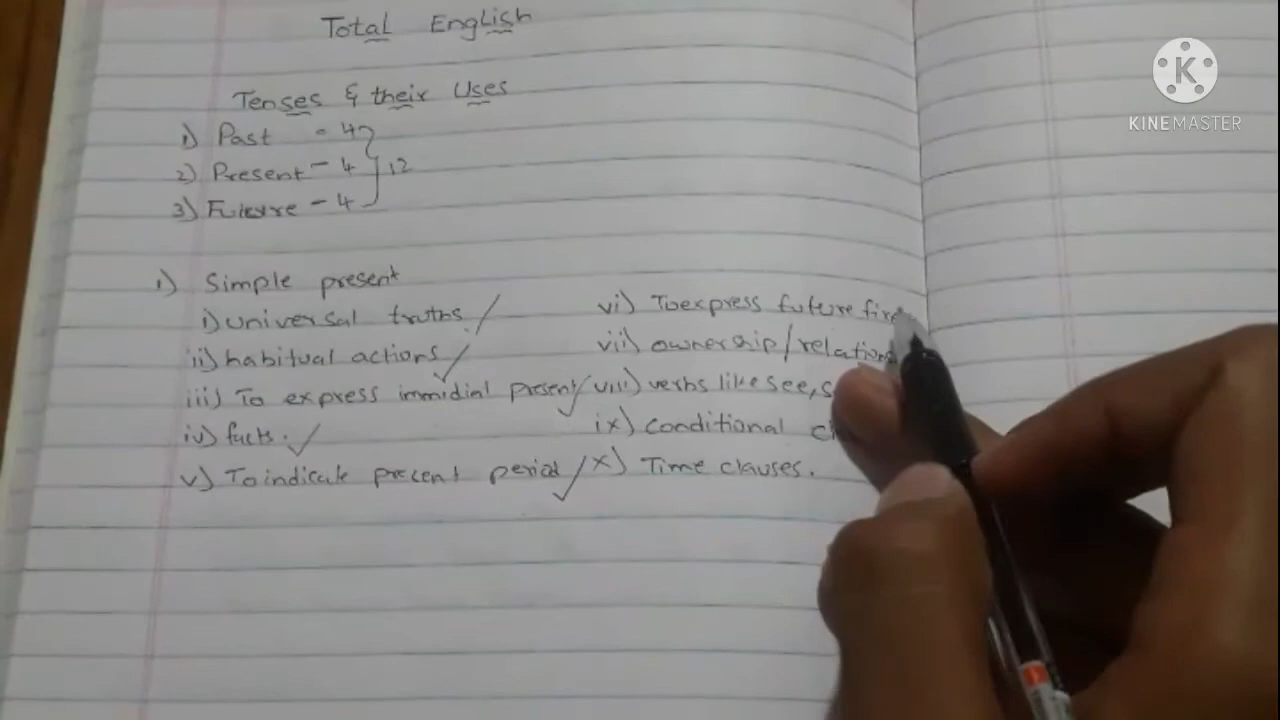 Total English
Tenses & their Uses
1) Past - 4
2) Present - 4
12
3) Future - 4
1) Simple present
i) universal truths
ii) habitual actions
iii) To express immidial present
iv) facts.
v) To indicate present period
vi) To express future
vii) ownership/relation
viii) verbs like see,
ix) conditional
x) Time clauses.
K
KINEMASTER